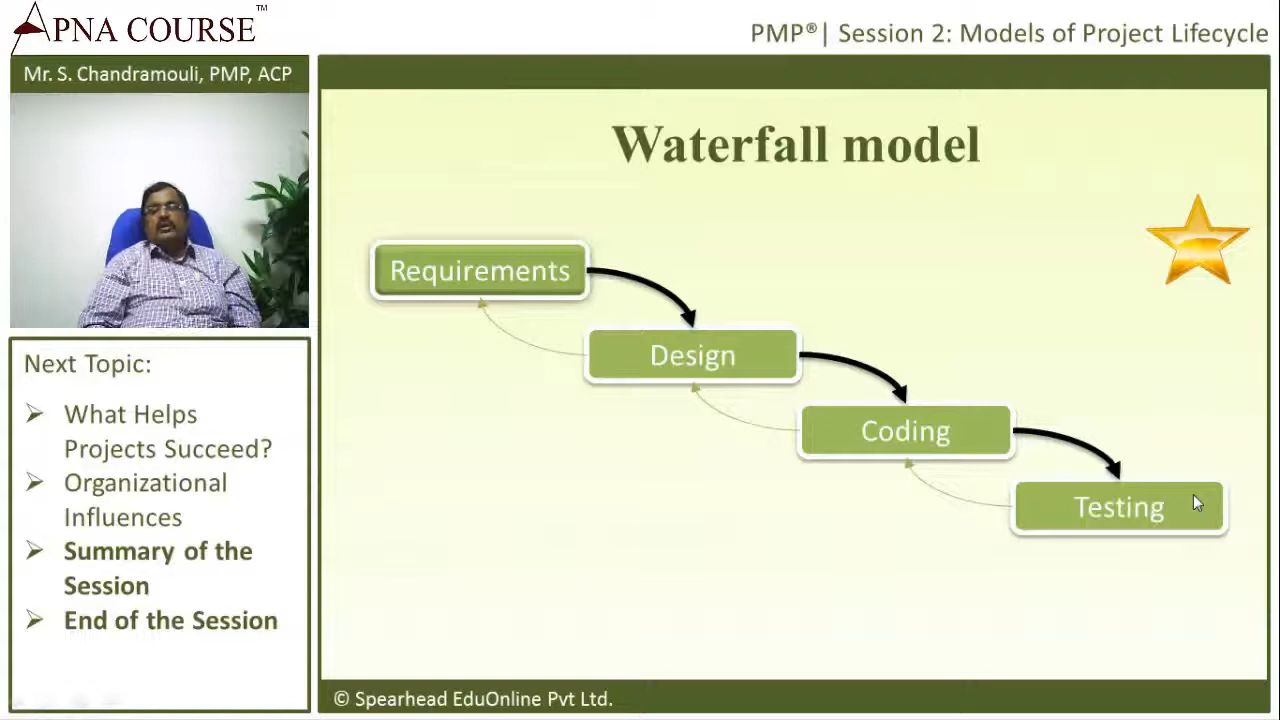 APNA COURSE™
PMP®| Session 2: Models of Project Lifecycle
Mr. S. Chandramouli, PMP, ACP
Waterfall model
Requirements
Design
Coding
Testing
Next Topic:
What Helps
Projects Succeed?
Organizational
Influences
Summary of the
Session
End of the Session
© Spearhead EduOnline Pvt Ltd.